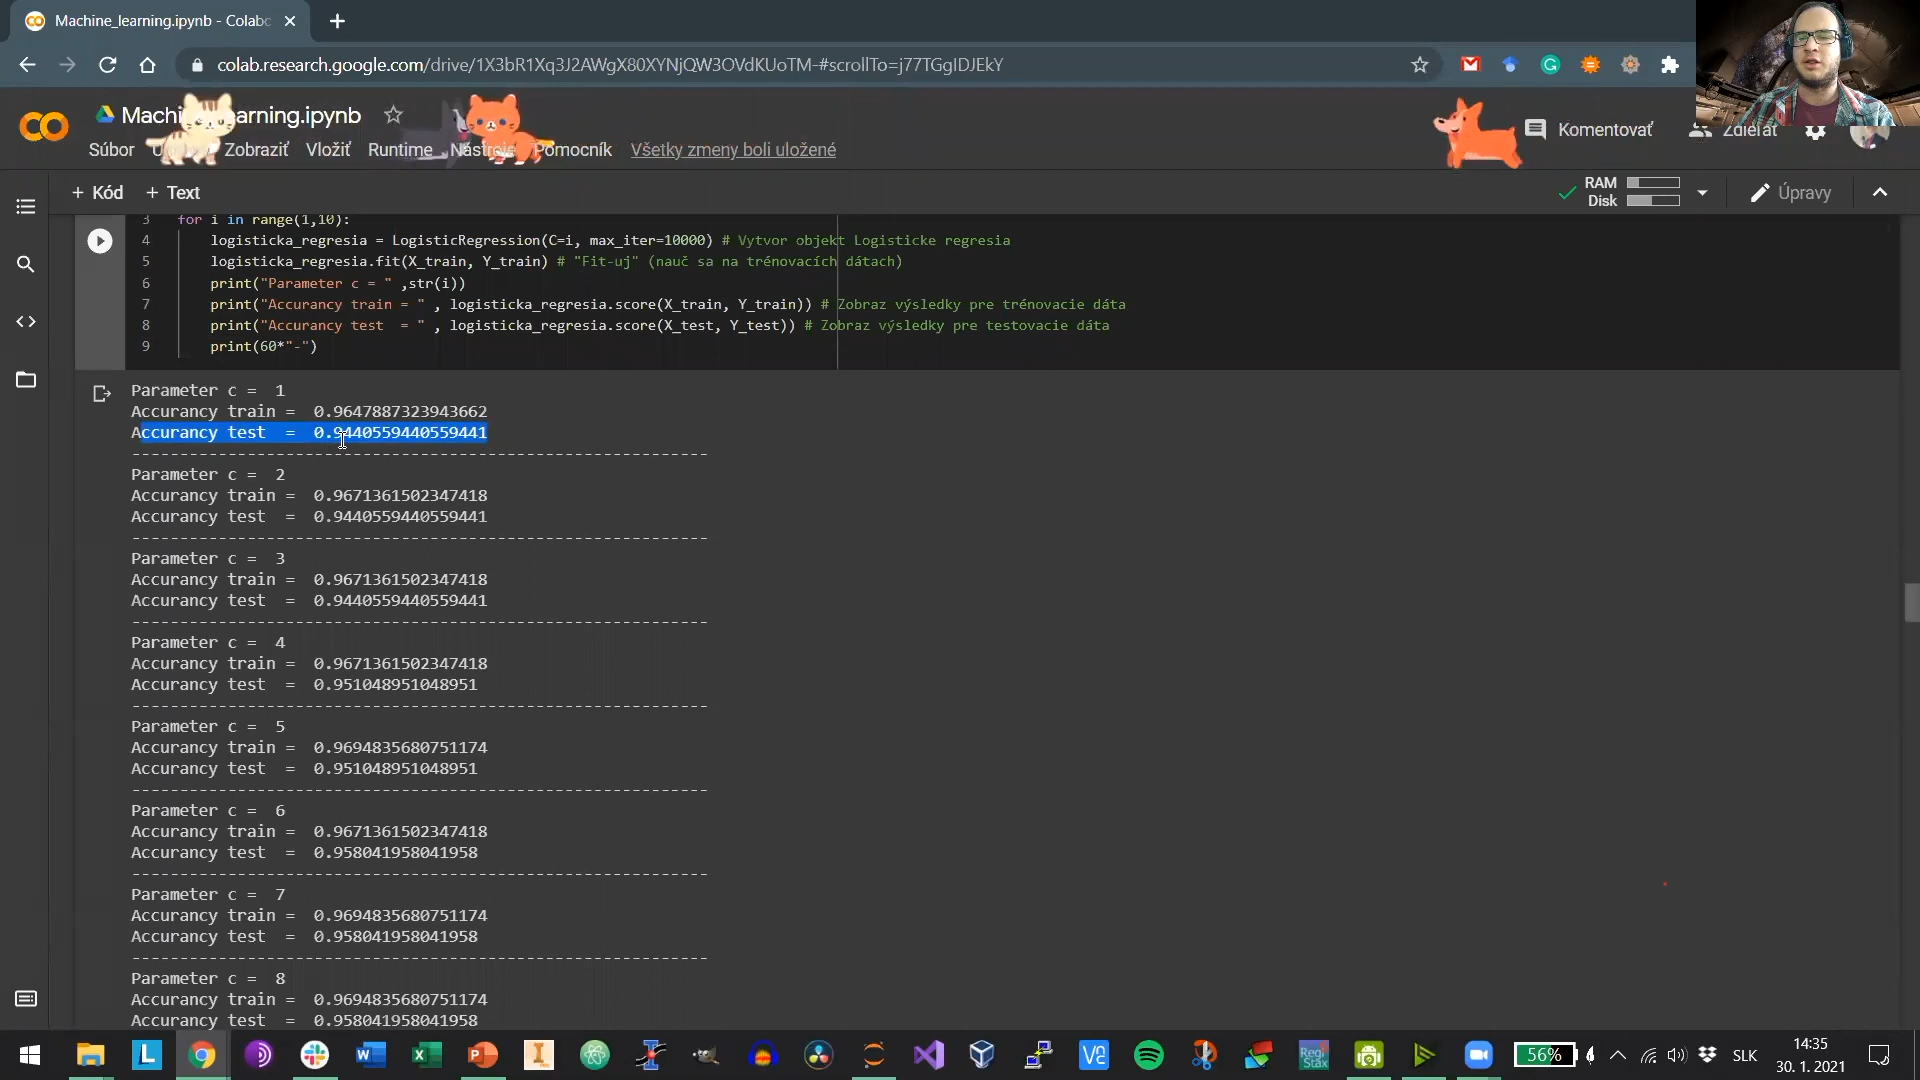 Machine_learning.ipynb - Colabo
colab.research.google.com/drive/1X3bR1Xq3J2AWgX80XYNjQW3OVdKUoTM-#scrollTo=j77TGgIDJEkY
Súbor Zobraziť Vložiť Runtime Nástroje Pomocník Všetky zmeny boli uložené
Komentovať Zdieľať
+ Kód + Text
RAM
Disk
Úpravy
3 for i in range(1,10):
4 logisticka_regresia = LogisticRegression(C=i, max_iter=10000) # Vytvor objekt Logisticke regresia
5 logisticka_regresia.fit(X_train, Y_train) # "Fit-uj" (nauč sa na trénovacích dátach)
6 print("Parameter c = " ,str(i))
7 print("Accurancy train = " , logisticka_regresia.score(X_train, Y_train)) # Zobraz výsledky pre trénovacie dáta
8 print("Accurancy test  = " , logisticka_regresia.score(X_test, Y_test)) # Zobraz výsledky pre testovacie dáta
9 print(60*"-")
Parameter c =  1
Accurancy train =  0.9647887323943662
Accurancy test  =  0.9440559440559441
------------------------------------------------------------
Parameter c =  2
Accurancy train =  0.9671361502347418
Accurancy test  =  0.9440559440559441
------------------------------------------------------------
Parameter c =  3
Accurancy train =  0.9671361502347418
Accurancy test  =  0.9440559440559441
------------------------------------------------------------
Parameter c =  4
Accurancy train =  0.9671361502347418
Accurancy test  =  0.951048951048951
------------------------------------------------------------
Parameter c =  5
Accurancy train =  0.9694835680751174
Accurancy test  =  0.951048951048951
------------------------------------------------------------
Parameter c =  6
Accurancy train =  0.9671361502347418
Accurancy test  =  0.958041958041958
------------------------------------------------------------
Parameter c =  7
Accurancy train =  0.9694835680751174
Accurancy test  =  0.958041958041958
------------------------------------------------------------
Parameter c =  8
Accurancy train =  0.9694835680751174
Accurancy test  =  0.958041958041958
56% SLK
14:35
30. 1. 2021